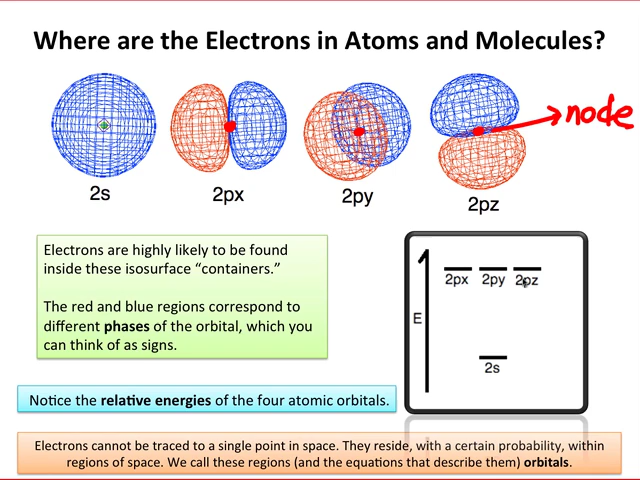 Where are the Electrons in Atoms and Molecules?
node
2s
2px
2py
2pz
Electrons are highly likely to be found
inside these isosurface “containers.”
The red and blue regions correspond to
different phases of the orbital, which you
can think of as signs.
E
2px 2py 2pz
2s
Notice the relative energies of the four atomic orbitals.
Electrons cannot be traced to a single point in space. They reside, with a certain probability, within
regions of space. We call these regions (and the equations that describe them) orbitals.